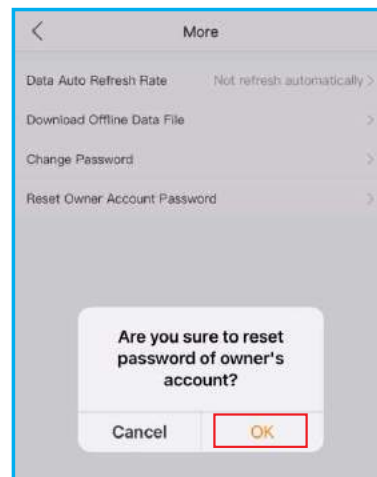 More
Data Auto Refresh Rate Not refresh automatically
Download Offline Data File
Change Password
Reset Owner Account Password
Are you sure to reset
password of owner's
account?
Cancel OK